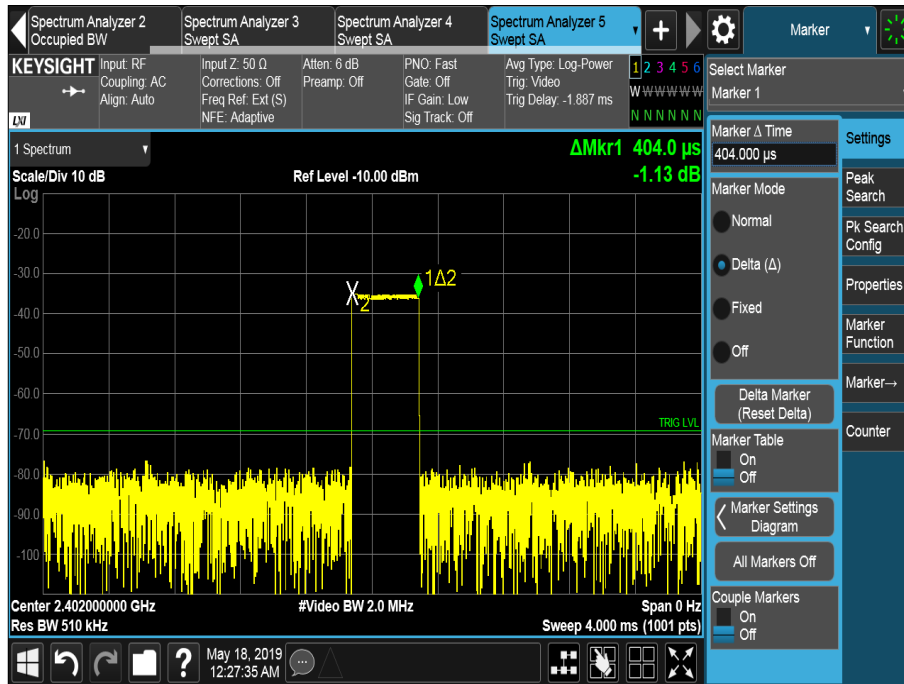 Spectrum Analyzer 2
Occupied BW
Spectrum Analyzer 3
Swept SA
Spectrum Analyzer 4
Swept SA
Spectrum Analyzer 5
Swept SA
Marker
KEYSIGHT
LXI
Input: RF
Coupling: AC
Align: Auto
Input Z: 50 Ω
Corrections: Off
Freq Ref: Ext (S)
NFE: Adaptive
Atten: 6 dB
Preamp: Off
PNO: Fast
Gate: Off
IF Gain: Low
Sig Track: Off
Avg Type: Log-Power
Trig: Video
Trig Delay: -1.887 ms
1 2 3 4 5 6
W W W W W W
N N N N N N
Select Marker
Marker 1
1 Spectrum
ΔMkr1 404.0 µs
-1.13 dB
Scale/Div 10 dB
Ref Level -10.00 dBm
Log
-20.0
-30.0
-40.0
-50.0
-60.0
-70.0
-80.0
-90.0
-100
1Δ2
2
TRIG LVL
Center 2.402000000 GHz
#Video BW 2.0 MHz
Span 0 Hz
Res BW 510 kHz
Sweep 4.000 ms (1001 pts)
Marker Δ Time
404.000 µs
Marker Mode
Normal
Delta (Δ)
Fixed
Off
Delta Marker
(Reset Delta)
Marker Table
On
Off
Marker Settings
Diagram
All Markers Off
Couple Markers
On
Off
Settings
Peak
Search
Pk Search
Config
Properties
Marker
Function
Marker→
Counter
?
May 18, 2019
12:27:35 AM